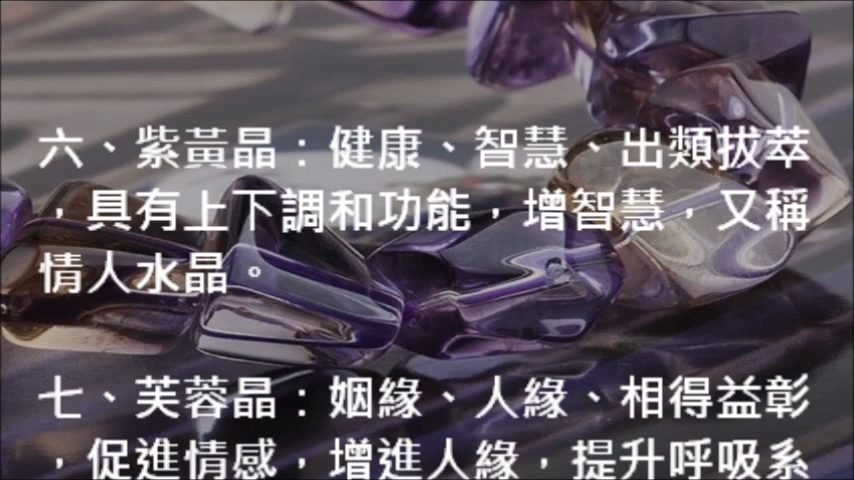 六、紫黃晶：健康、智慧、出類拔萃
，具有上下調和功能，增智慧，又稱
情人水晶。
七、芙蓉晶：姻緣、人緣、相得益彰
，促進情感，增進人緣，提升呼吸系